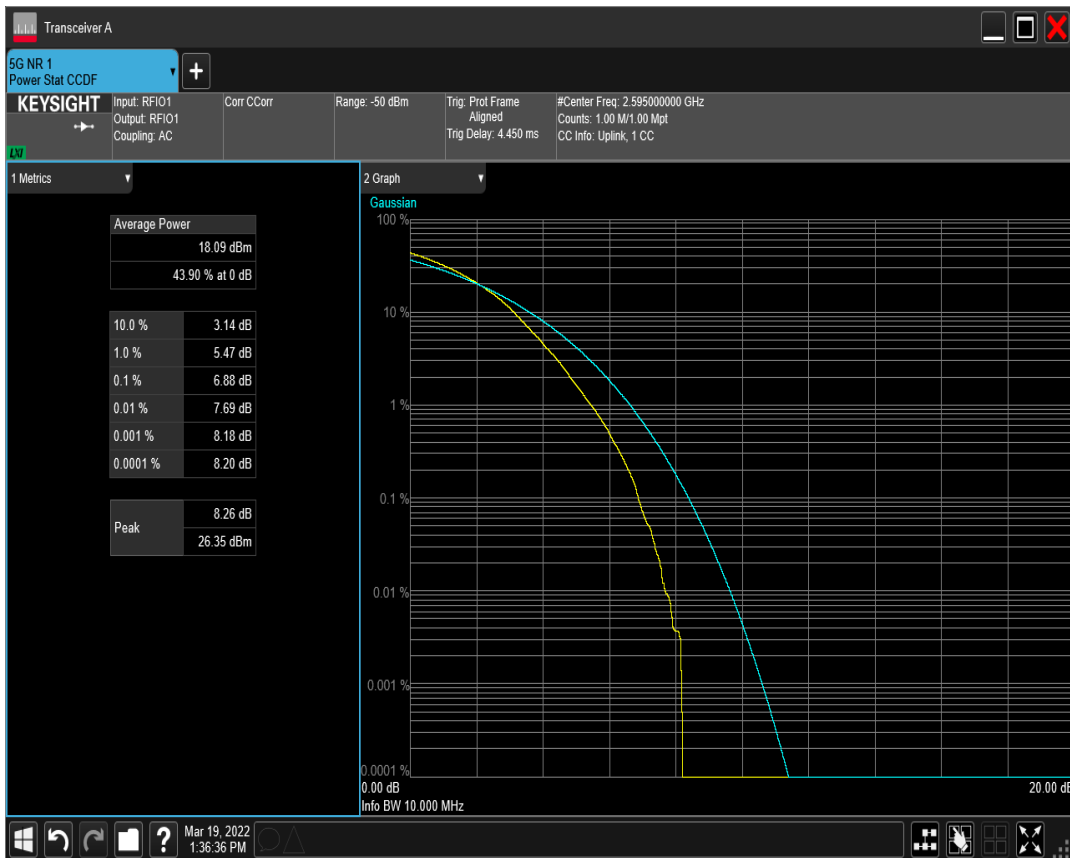 Transceiver A
5G NR 1
Power Stat CCDF
KEYSIGHT
LXI
Input: RFIO1
Output: RFIO1
Coupling: AC
Corr CCorr
Range: -50 dBm
Trig: Prot Frame
Aligned
Trig Delay: 4.450 ms
#Center Freq: 2.595000000 GHz
Counts: 1.00 M/1.00 Mpt
CC Info: Uplink, 1 CC
1 Metrics
Average Power
18.09 dBm
43.90 % at 0 dB
10.0 % 3.14 dB
1.0 % 5.47 dB
0.1 % 6.88 dB
0.01 % 7.69 dB
0.001 % 8.18 dB
0.0001 % 8.20 dB
Peak
8.26 dB
26.35 dBm
2 Graph
Gaussian
100 %
10 %
1 %
0.1 %
0.01 %
0.001 %
0.0001 %
0.00 dB 20.00 dB
Info BW 10.000 MHz
?
Mar 19, 2022
1:36:36 PM